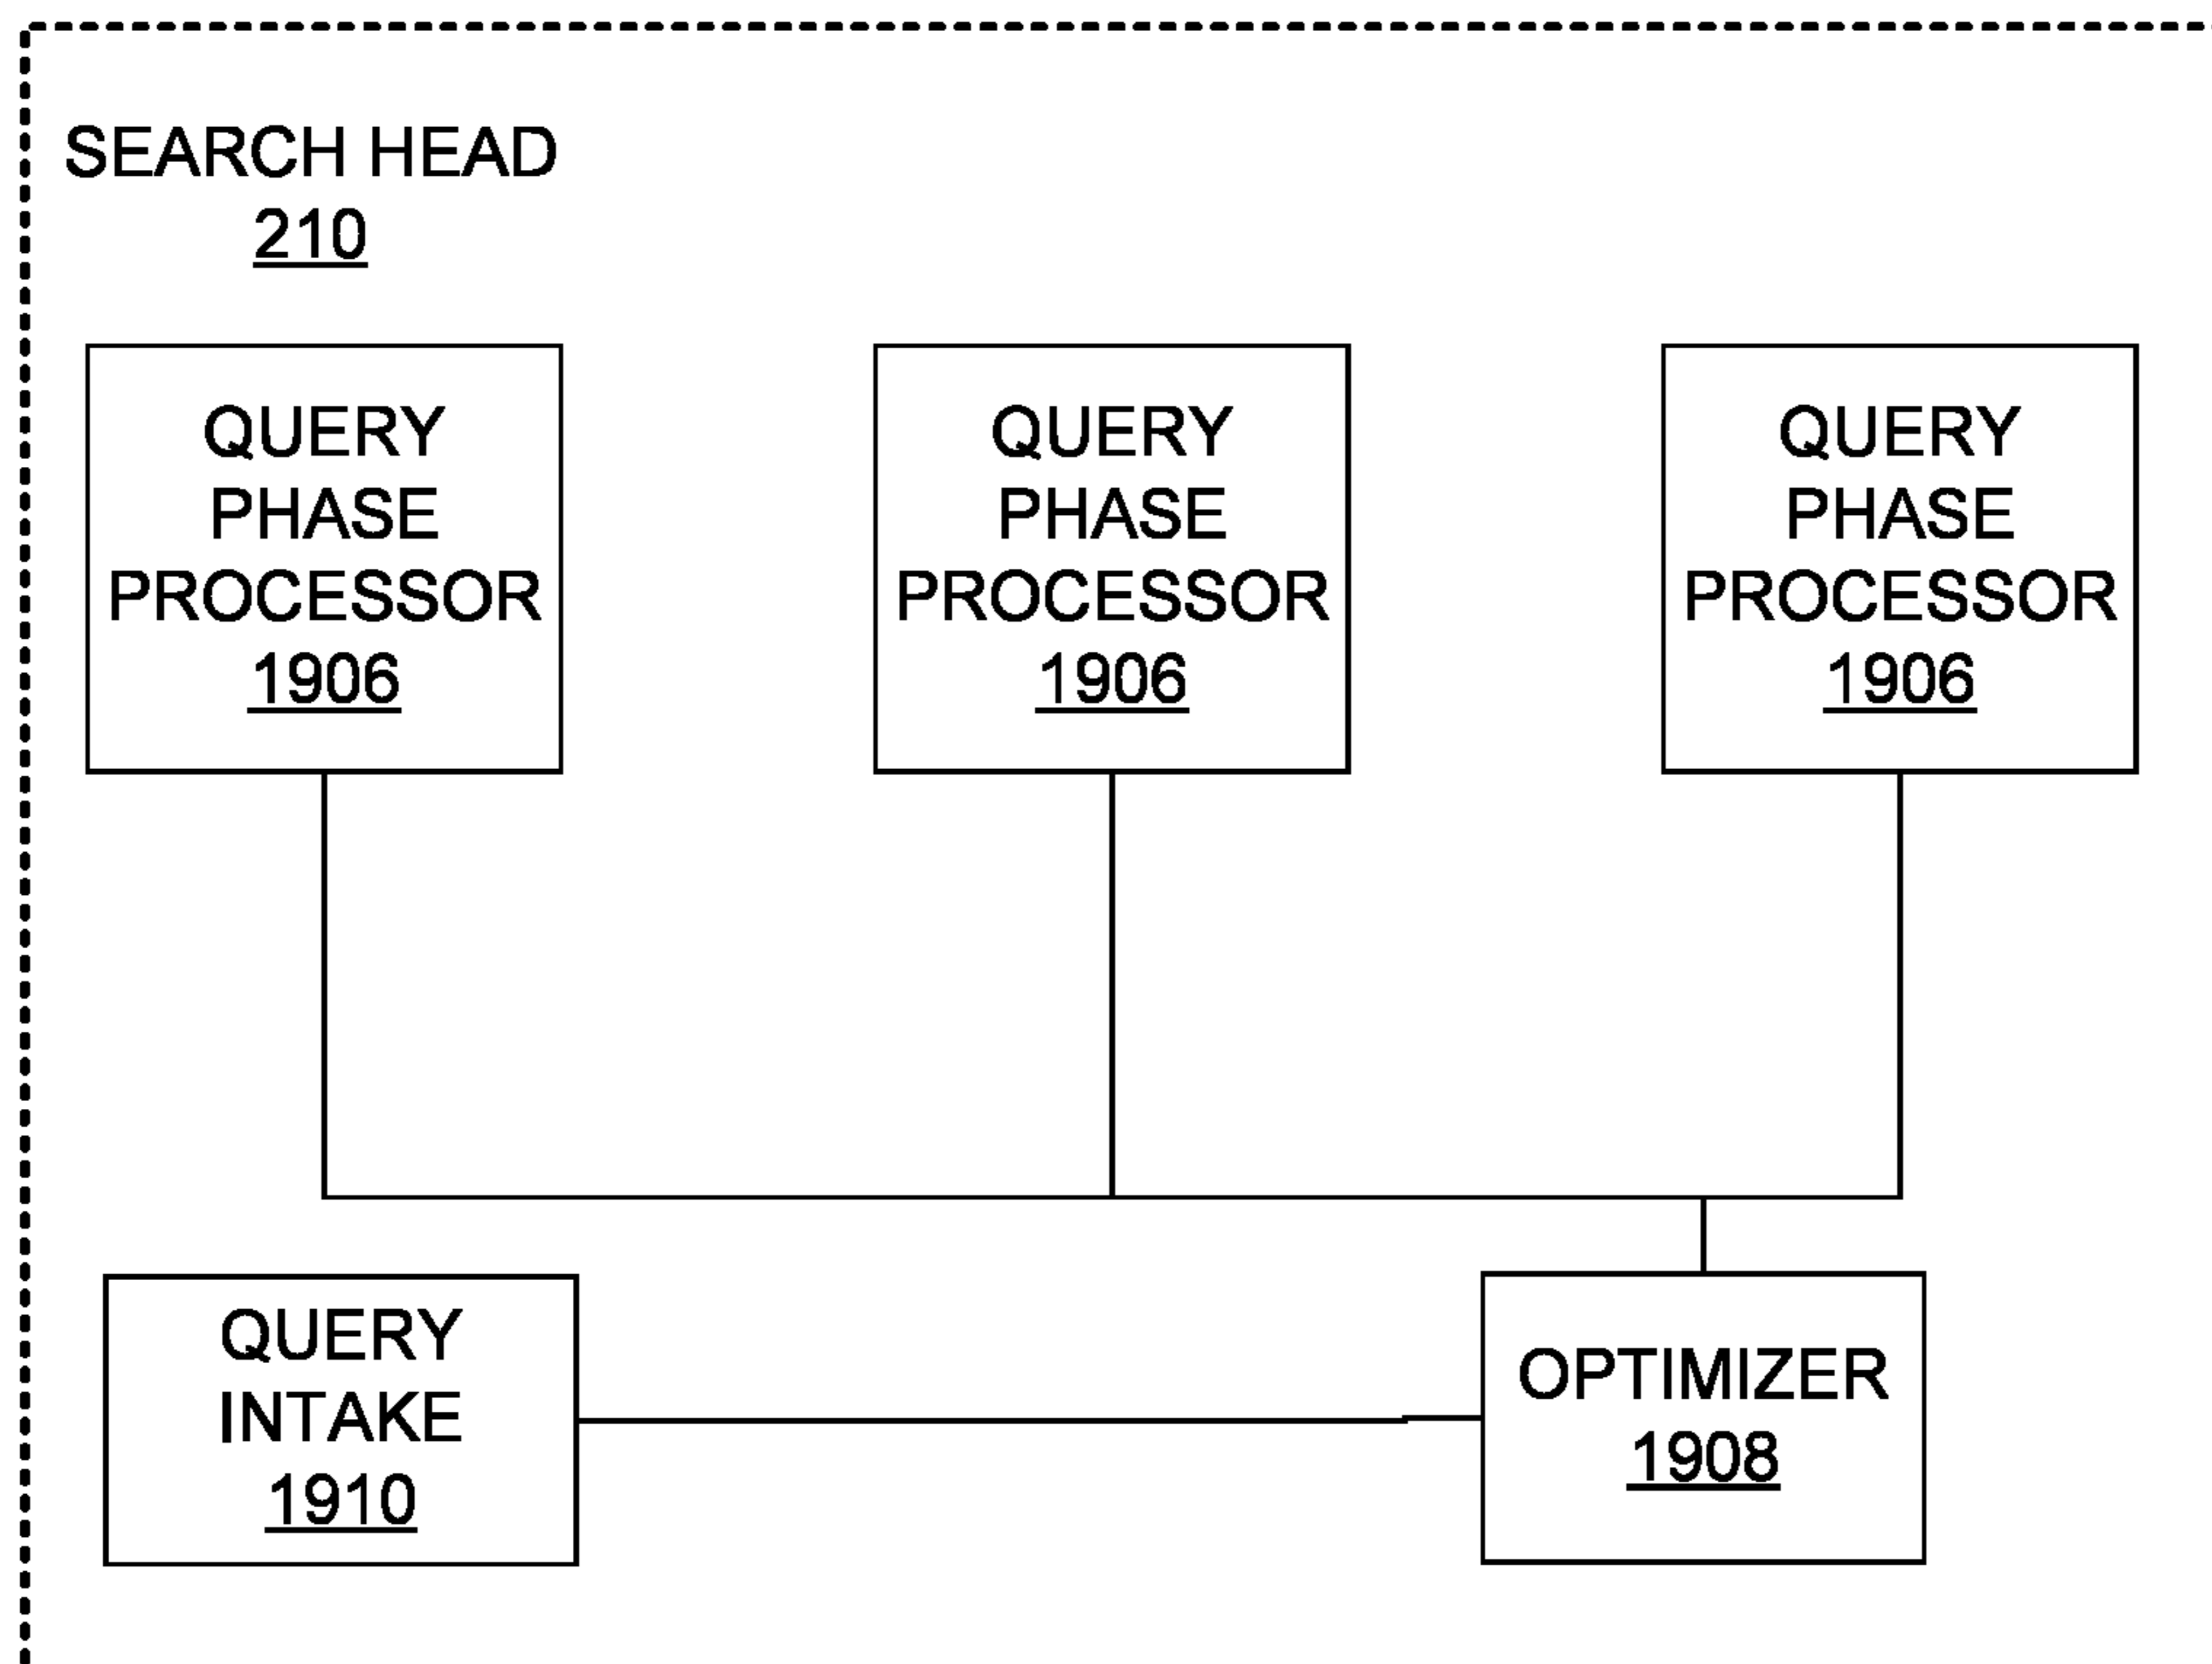 SEARCH HEAD
210
QUERY
PHASE
PROCESSOR
1906
QUERY
PHASE
PROCESSOR
1906
QUERY
PHASE
PROCESSOR
1906
QUERY
INTAKE
1910
OPTIMIZER
1908